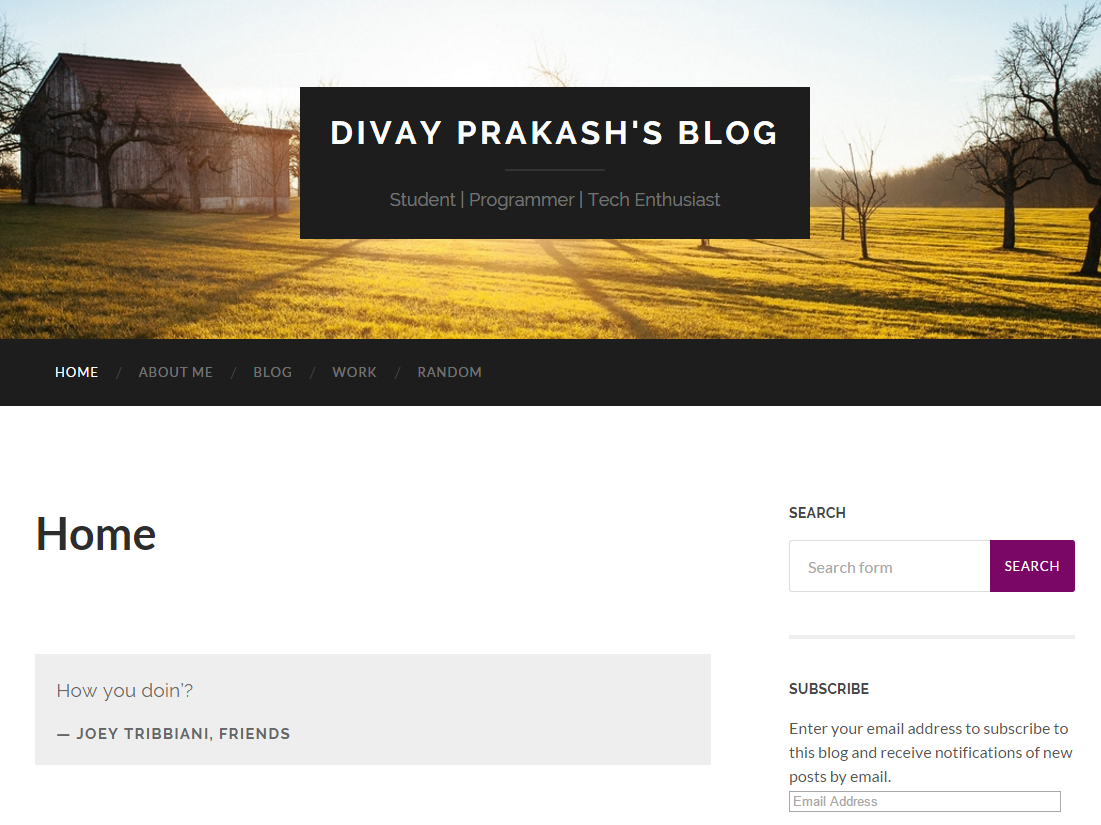 DIVAY PRAKASH'S BLOG
Student | Programmer | Tech Enthusiast
HOME / ABOUT ME / BLOG / WORK / RANDOM
Home
How you doin’?
— JOEY TRIBBIANI, FRIENDS
SEARCH
Search form SEARCH
SUBSCRIBE
Enter your email address to subscribe to
this blog and receive notifications of new
posts by email.
Email Address